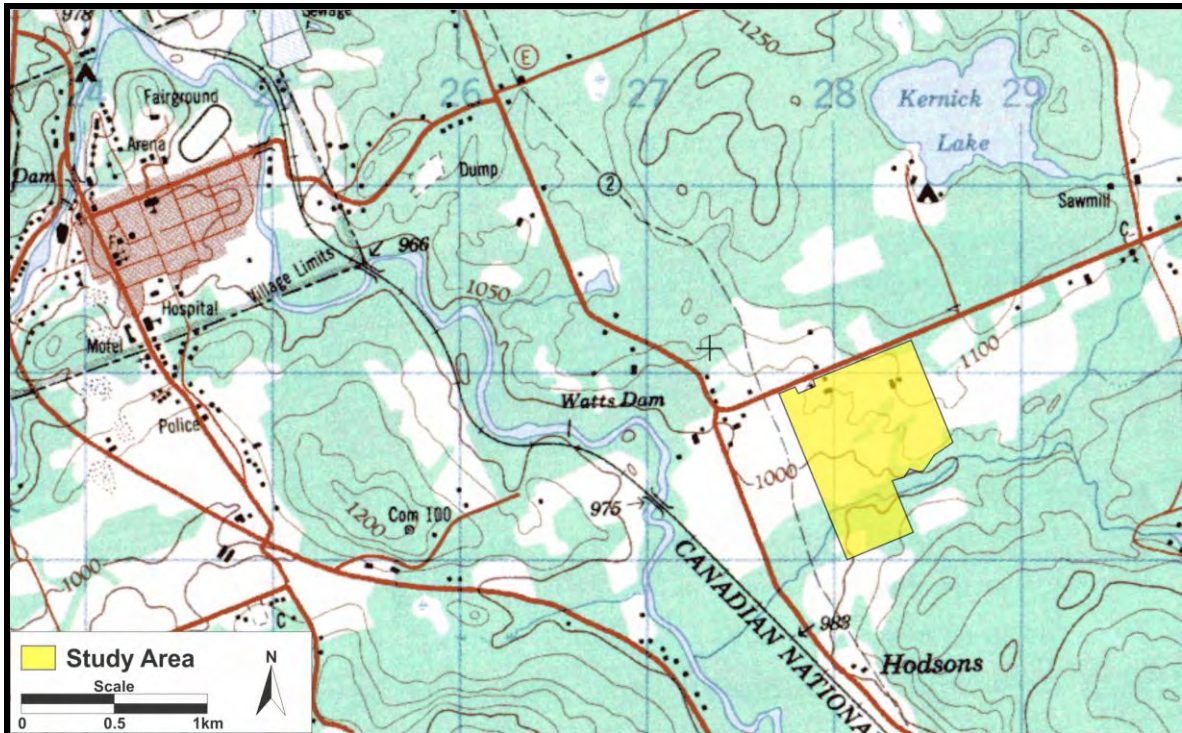 978
Sewage
E
1250
24
25
26
27
28
29
Fairground
Kernick
Lake
Arena
Dump
2
Dam
Sawmill
C
F
966
Village Limits
1050
Hospital
Motel
1100
Watts Dam
Police
1000
975
Com 100
1200
CANADIAN NATIONAL
1000
983
C
Hodsons
Study Area
Scale
N
0
0.5
1km